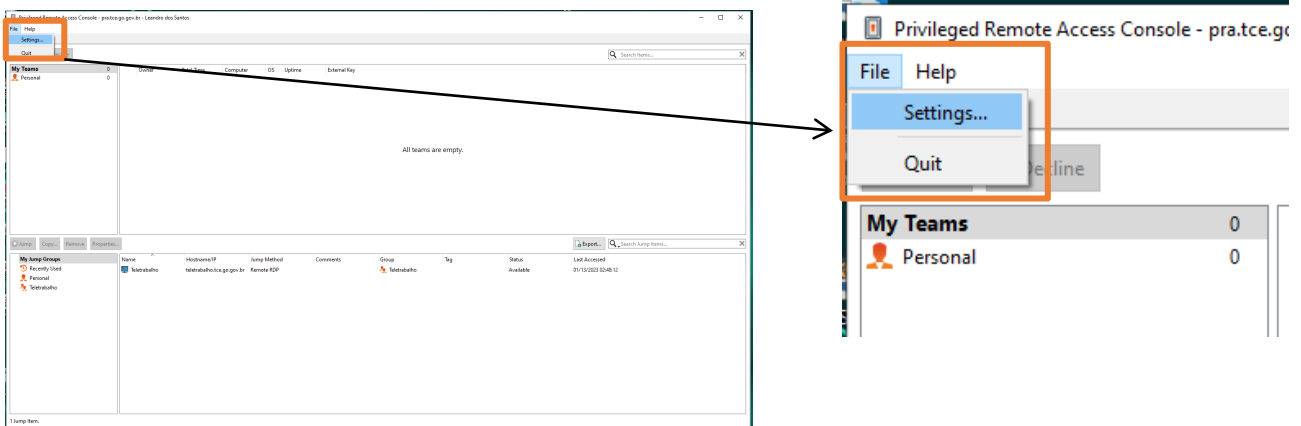 Privileged Remote Access Console - pra.tce.go.gov.br - Leandro dos Santos
File Help
Settings...
Quit
Search Items...
My Teams 0
Personal 0
Owner Total Time Computer OS Uptime External Key
All teams are empty.
Jump Copy... Remove Properties...
Export... Search Jump Items...
My Jump Groups
Recently Used
Personal
Teletrabalho
Name Hostname/IP Jump Method Comments Group Tag Status Last Accessed
Teletrabalho teletrabalho.tce.go.gov.br Remote RDP Teletrabalho Available 01/13/2023 02:48:12
1 Jump Item.
Privileged Remote Access Console - pra.tce.go
File Help
Settings...
Quit
Decline
My Teams 0
Personal 0